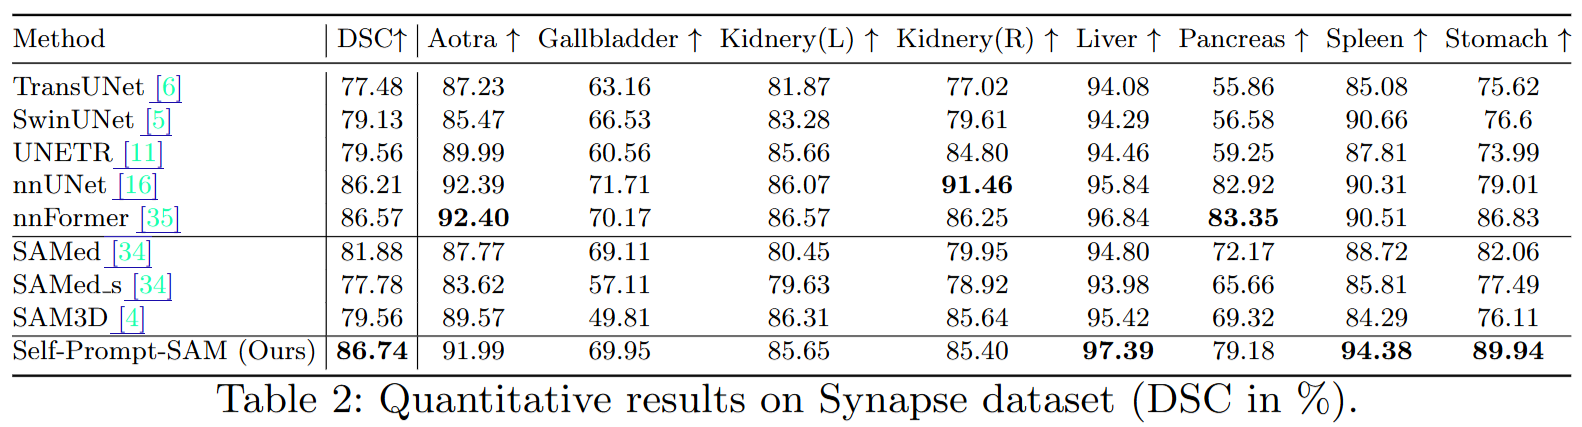 Method DSC↑ Aotra ↑ Gallbladder ↑ Kidnery(L) ↑ Kidnery(R) ↑ Liver ↑ Pancreas ↑ Spleen ↑ Stomach ↑
TransUNet [6] 77.48 87.23 63.16 81.87 77.02 94.08 55.86 85.08 75.62
SwinUNet [5] 79.13 85.47 66.53 83.28 79.61 94.29 56.58 90.66 76.6
UNETR [11] 79.56 89.99 60.56 85.66 84.80 94.46 59.25 87.81 73.99
nnUNet [16] 86.21 92.39 71.71 86.07 91.46 95.84 82.92 90.31 79.01
nnFormer [35] 86.57 92.40 70.17 86.57 86.25 96.84 83.35 90.51 86.83
SAMed [34] 81.88 87.77 69.11 80.45 79.95 94.80 72.17 88.72 82.06
SAMed_s [34] 77.78 83.62 57.11 79.63 78.92 93.98 65.66 85.81 77.49
SAM3D [4] 79.56 89.57 49.81 86.31 85.64 95.42 69.32 84.29 76.11
Self-Prompt-SAM (Ours) 86.74 91.99 69.95 85.65 85.40 97.39 79.18 94.38 89.94
Table 2: Quantitative results on Synapse dataset (DSC in %).